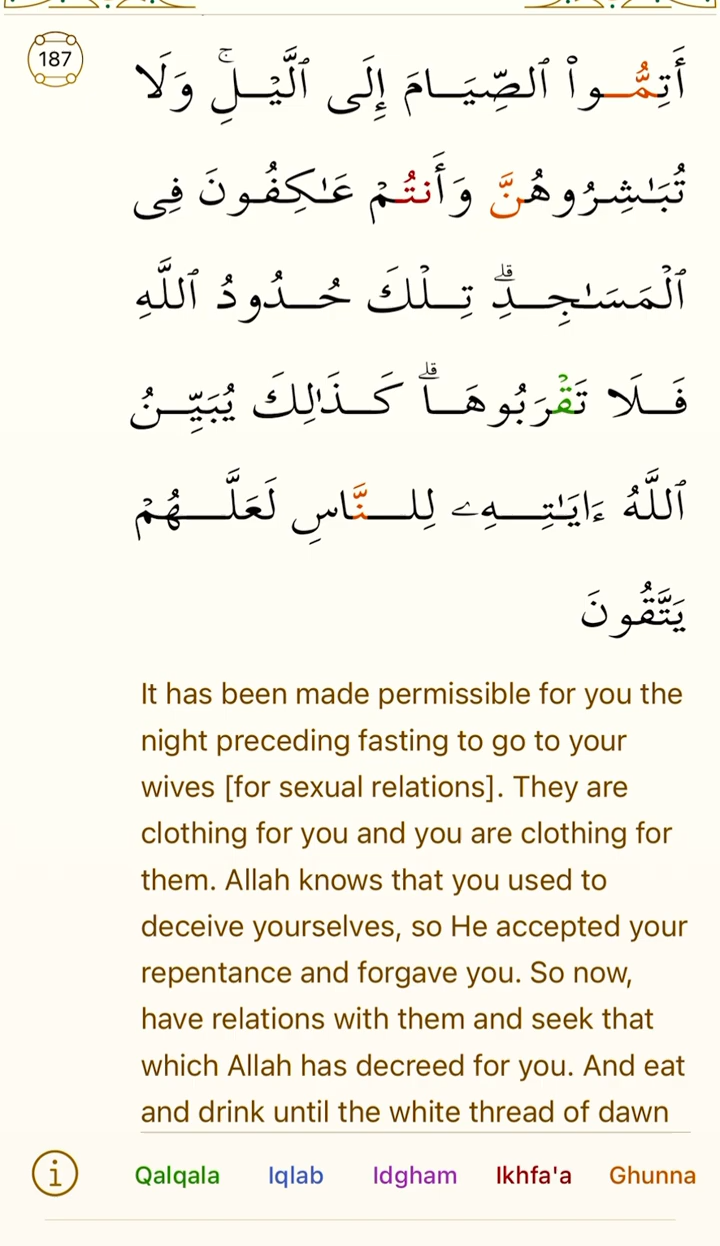 187
أَتِمُّوا۟ ٱلصِّيَامَ إِلَى ٱلَّيْلِ ۚ وَلَا
تُبَـٰشِرُوهُنَّ وَأَنتُمْ عَـٰكِفُونَ فِى
ٱلْمَسَـٰجِدِ ۗ تِلْكَ حُدُودُ ٱللَّهِ
فَلَا تَقْرَبُوهَا ۗ كَذَٰلِكَ يُبَيِّنُ
ٱللَّهُ ءَايَـٰتِهِۦ لِلنَّاسِ لَعَلَّهُمْ
يَتَّقُونَ
It has been made permissible for you the
night preceding fasting to go to your
wives [for sexual relations]. They are
clothing for you and you are clothing for
them. Allah knows that you used to
deceive yourselves, so He accepted your
repentance and forgave you. So now,
have relations with them and seek that
which Allah has decreed for you. And eat
and drink until the white thread of dawn
i Qalqala Iqlab Idgham Ikhfa'a Ghunna